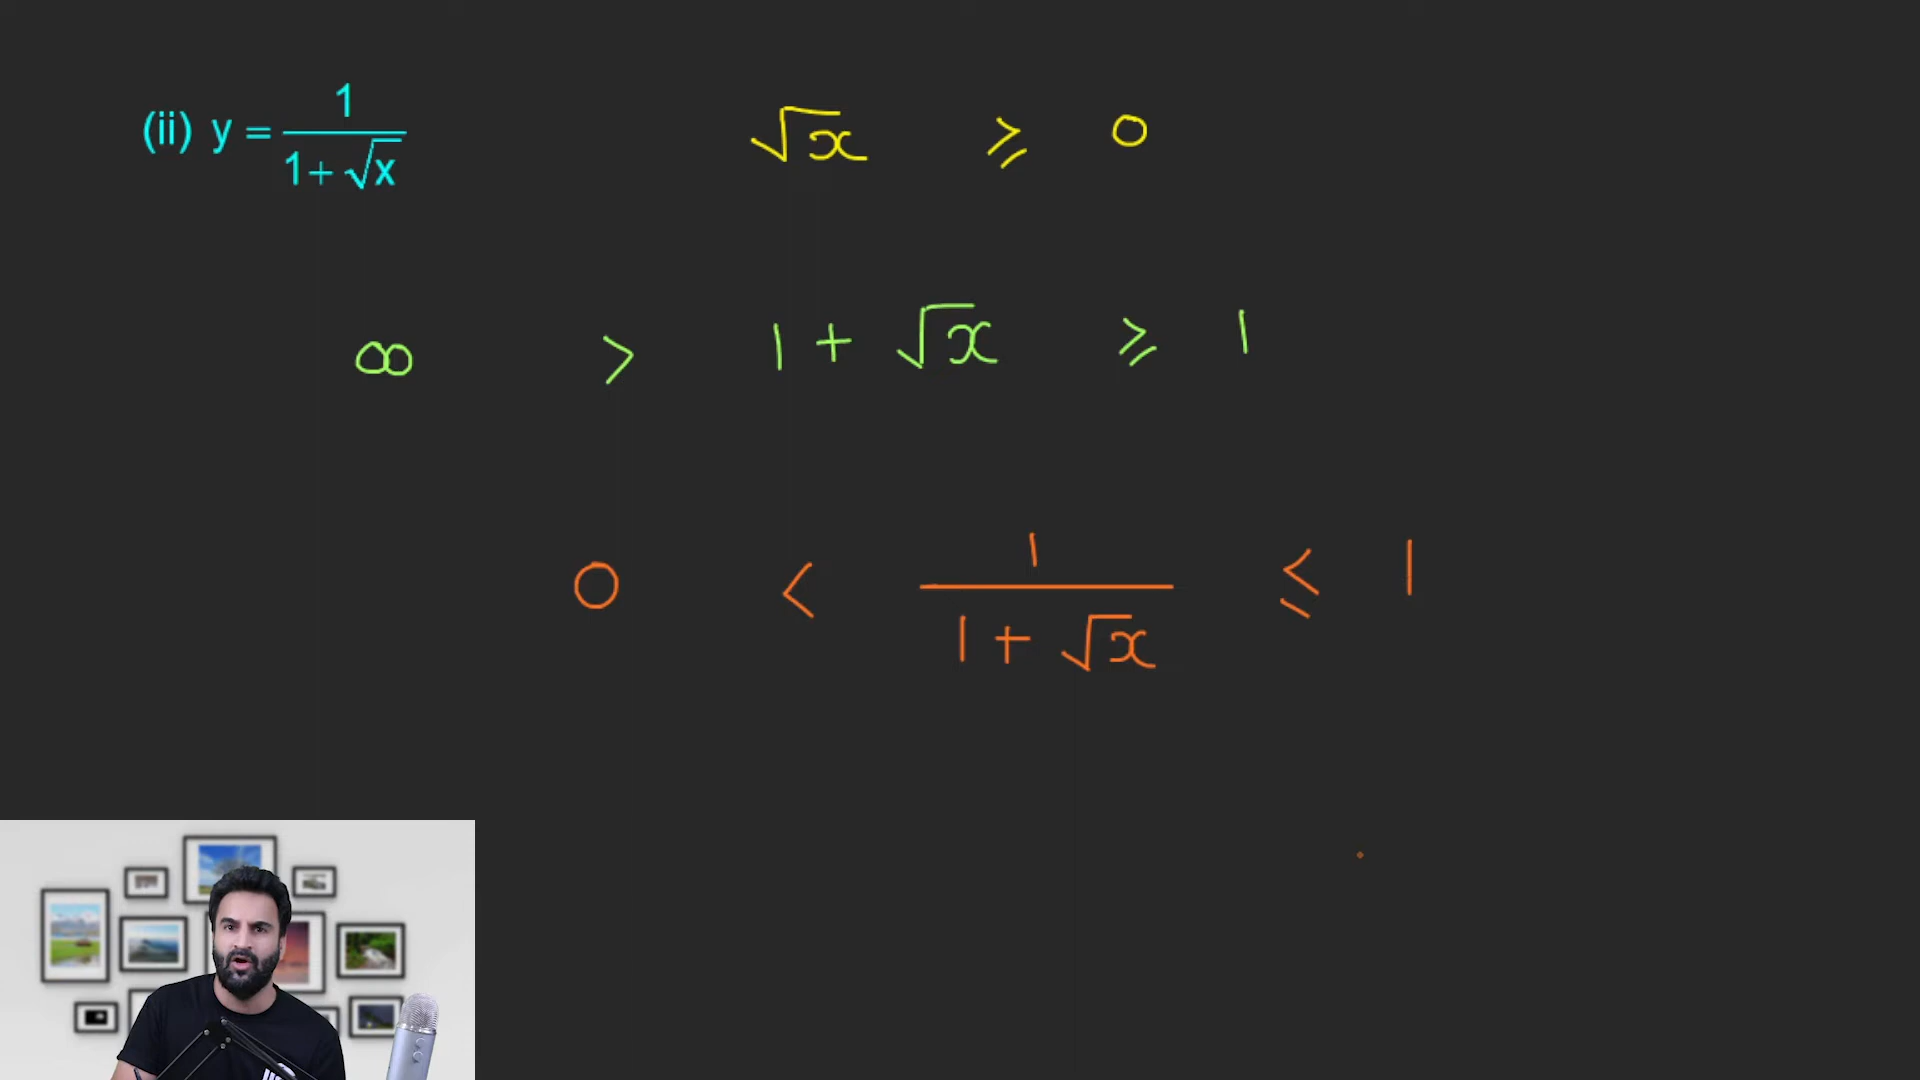 (ii) y = 1/(1+√x)
√x ≥ 0
∞ > 1 + √x ≥ 1
0 < 1/(1 + √x) ≤ 1